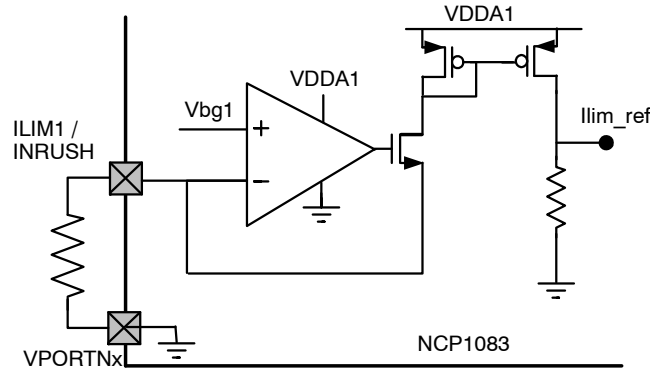 VDDA1
VDDA1
Vbg1
+
ILIM1 /
INRUSH
Ilim_ref
−
VPORTNx
NCP1083